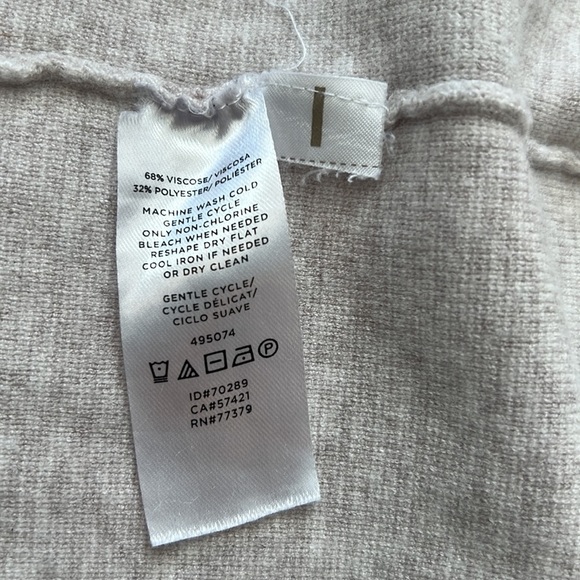 68% VISCOSE/ VISCOSA
32% POLYESTER/ POLIÉSTER
MACHINE WASH COLD
GENTLE CYCLE
ONLY NON-CHLORINE
BLEACH WHEN NEEDED
RESHAPE DRY FLAT
COOL IRON IF NEEDED
OR DRY CLEAN
GENTLE CYCLE/
CYCLE DÉLICAT/
CICLO SUAVE
495074
P
ID#70289
CA#57421
RN#77379